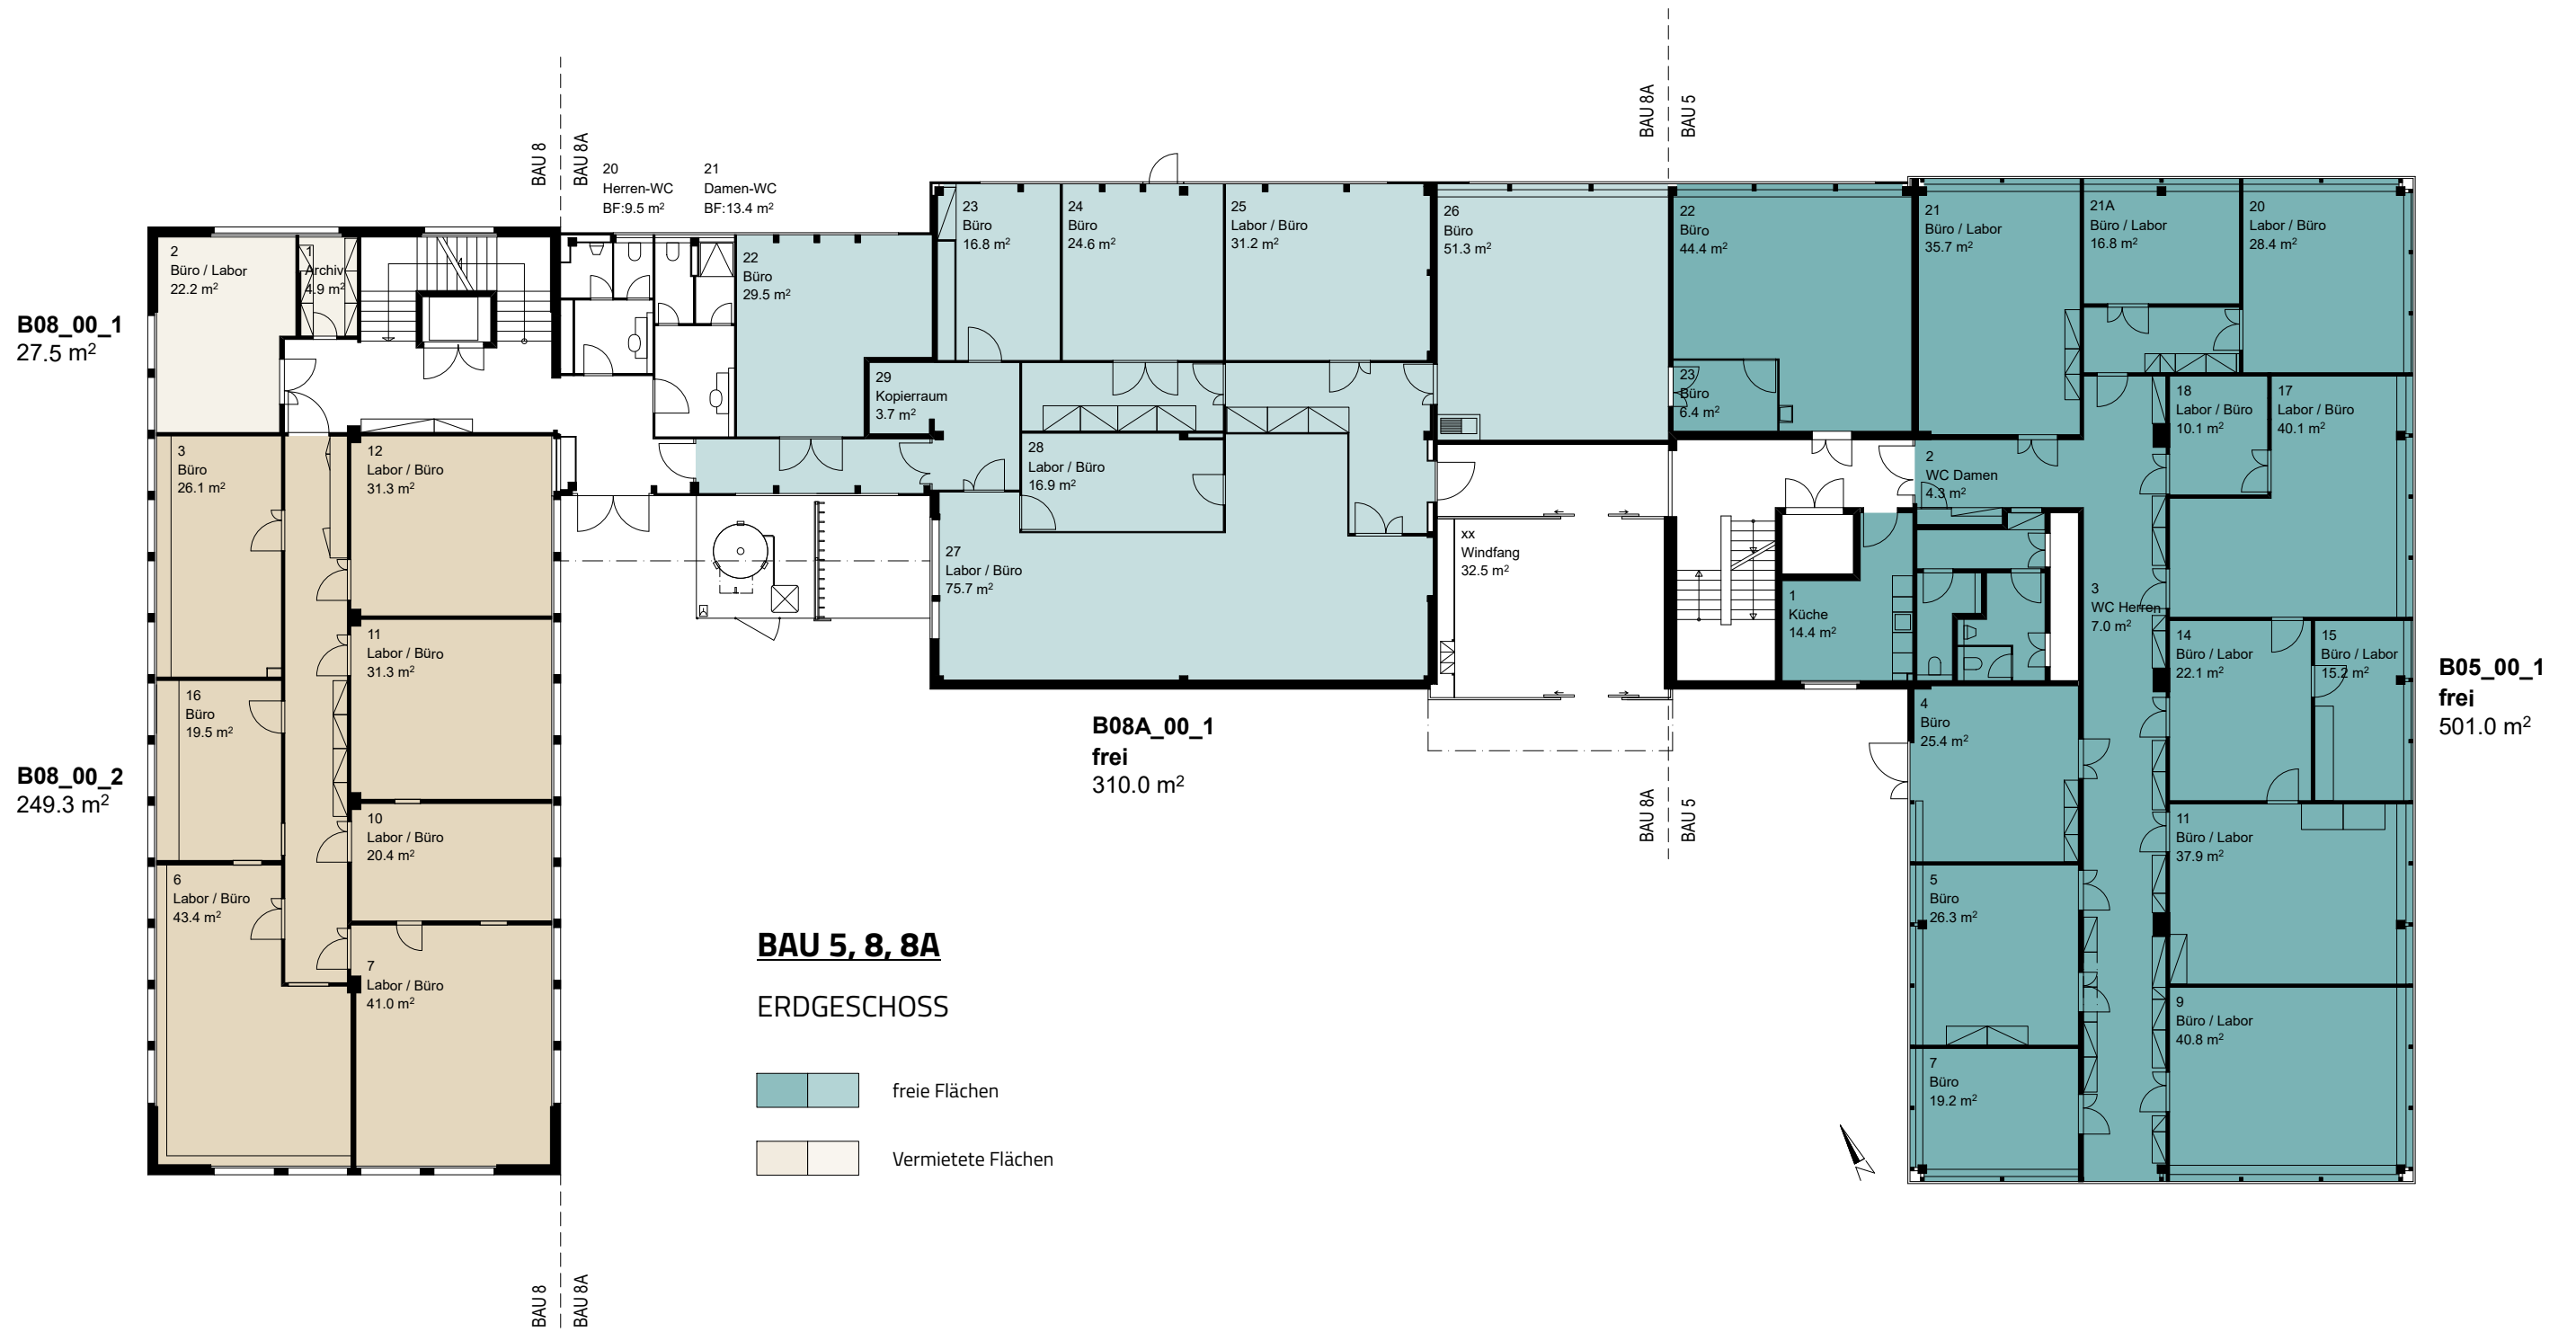 BAU 8
BAU 8A
BAU 8A
BAU 5
20
Herren-WC
BF:9.5 m²
21
Damen-WC
BF:13.4 m²
B08_00_1
27.5 m²
2
Büro / Labor
22.2 m²
1
Archiv
4.9 m²
22
Büro
29.5 m²
23
Büro
16.8 m²
24
Büro
24.6 m²
25
Labor / Büro
31.2 m²
26
Büro
51.3 m²
22
Büro
44.4 m²
21
Büro / Labor
35.7 m²
21A
Büro / Labor
16.8 m²
20
Labor / Büro
28.4 m²
29
Kopierraum
3.7 m²
23
Büro
6.4 m²
18
Labor / Büro
10.1 m²
17
Labor / Büro
40.1 m²
3
Büro
26.1 m²
12
Labor / Büro
31.3 m²
28
Labor / Büro
16.9 m²
2
WC Damen
4.3 m²
27
Labor / Büro
75.7 m²
xx
Windfang
32.5 m²
1
Küche
14.4 m²
3
WC Herren
7.0 m²
11
Labor / Büro
31.3 m²
14
Büro / Labor
22.1 m²
15
Büro / Labor
15.2 m²
B05_00_1
frei
501.0 m²
16
Büro
19.5 m²
4
Büro
25.4 m²
B08A_00_1
frei
310.0 m²
B08_00_2
249.3 m²
BAU 8A
BAU 5
10
Labor / Büro
20.4 m²
11
Büro / Labor
37.9 m²
6
Labor / Büro
43.4 m²
5
Büro
26.3 m²
7
Labor / Büro
41.0 m²
9
Büro / Labor
40.8 m²
7
Büro
19.2 m²
BAU 5, 8, 8A
ERDGESCHOSS
freie Flächen
Vermietete Flächen
N
BAU 8
BAU 8A